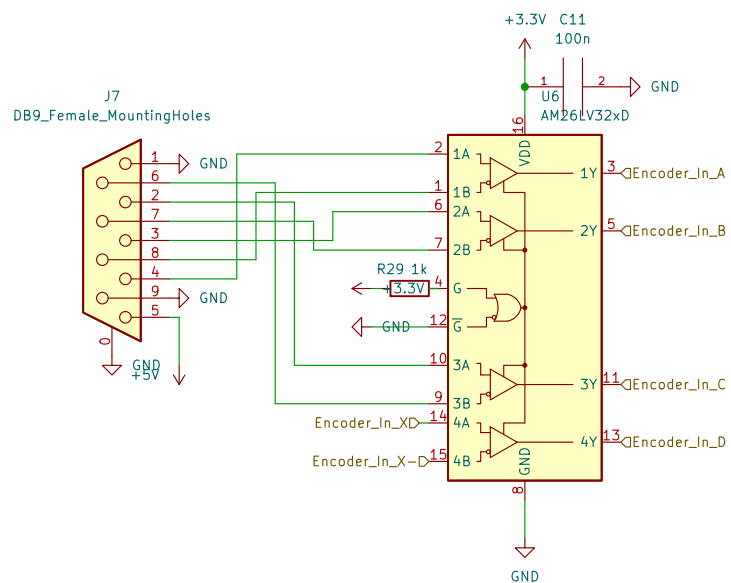 +3.3V
C11
100n
1
2
GND
U6
AM26LV32xD
J7
DB9_Female_MountingHoles
1
GND
6
2
7
3
8
4
9
GND
5
0
GND
+5V
16
VDD
2
1A
1
1B
6
2A
7
2B
R29 1k
+3.3V
4
G
GND
12
G
10
3A
9
3B
Encoder_In_X
14
4A
Encoder_In_X-
15
4B
1Y
3
Encoder_In_A
2Y
5
Encoder_In_B
3Y
11
Encoder_In_C
4Y
13
Encoder_In_D
GND
8
GND